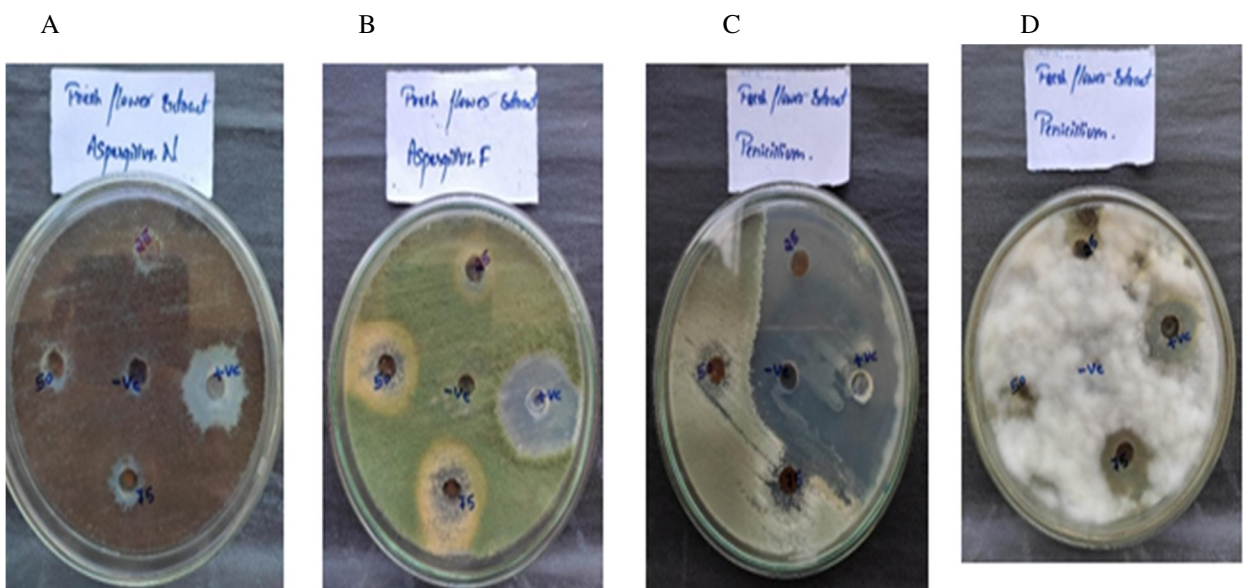 A
B
C
D
Fresh flower Extract
Aspergillus. N
25
50
-ve
+ve
75
Fresh flower Extract
Aspergillus. F
50
-ve
+ve
75
Fresh flower Extract
Penicillium.
25
50
-ve
+ve
75
Fresh flower Extract
Penicillium.
25
+ve
-ve
50
75